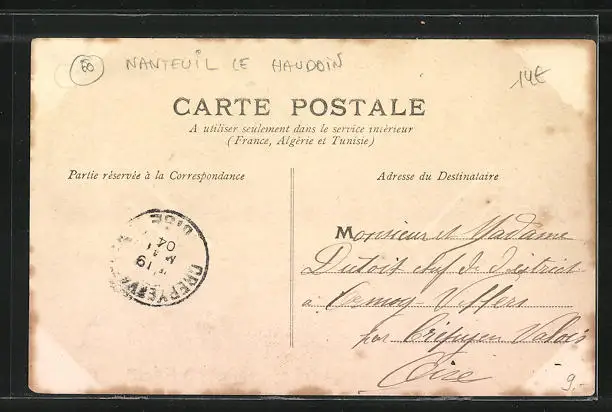 60
NANTEUIL LE HAUDOIN
14€
CARTE POSTALE
A utiliser seulement dans le service intérieur
(France, Algérie et Tunisie)
Partie réservée à la Correspondance
Adresse du Destinataire
OISE
19
04
Monsieur et Madame
Dutoit chef de district
à Ormoy-Villers
par Crépy en Valois
Oise
9.-